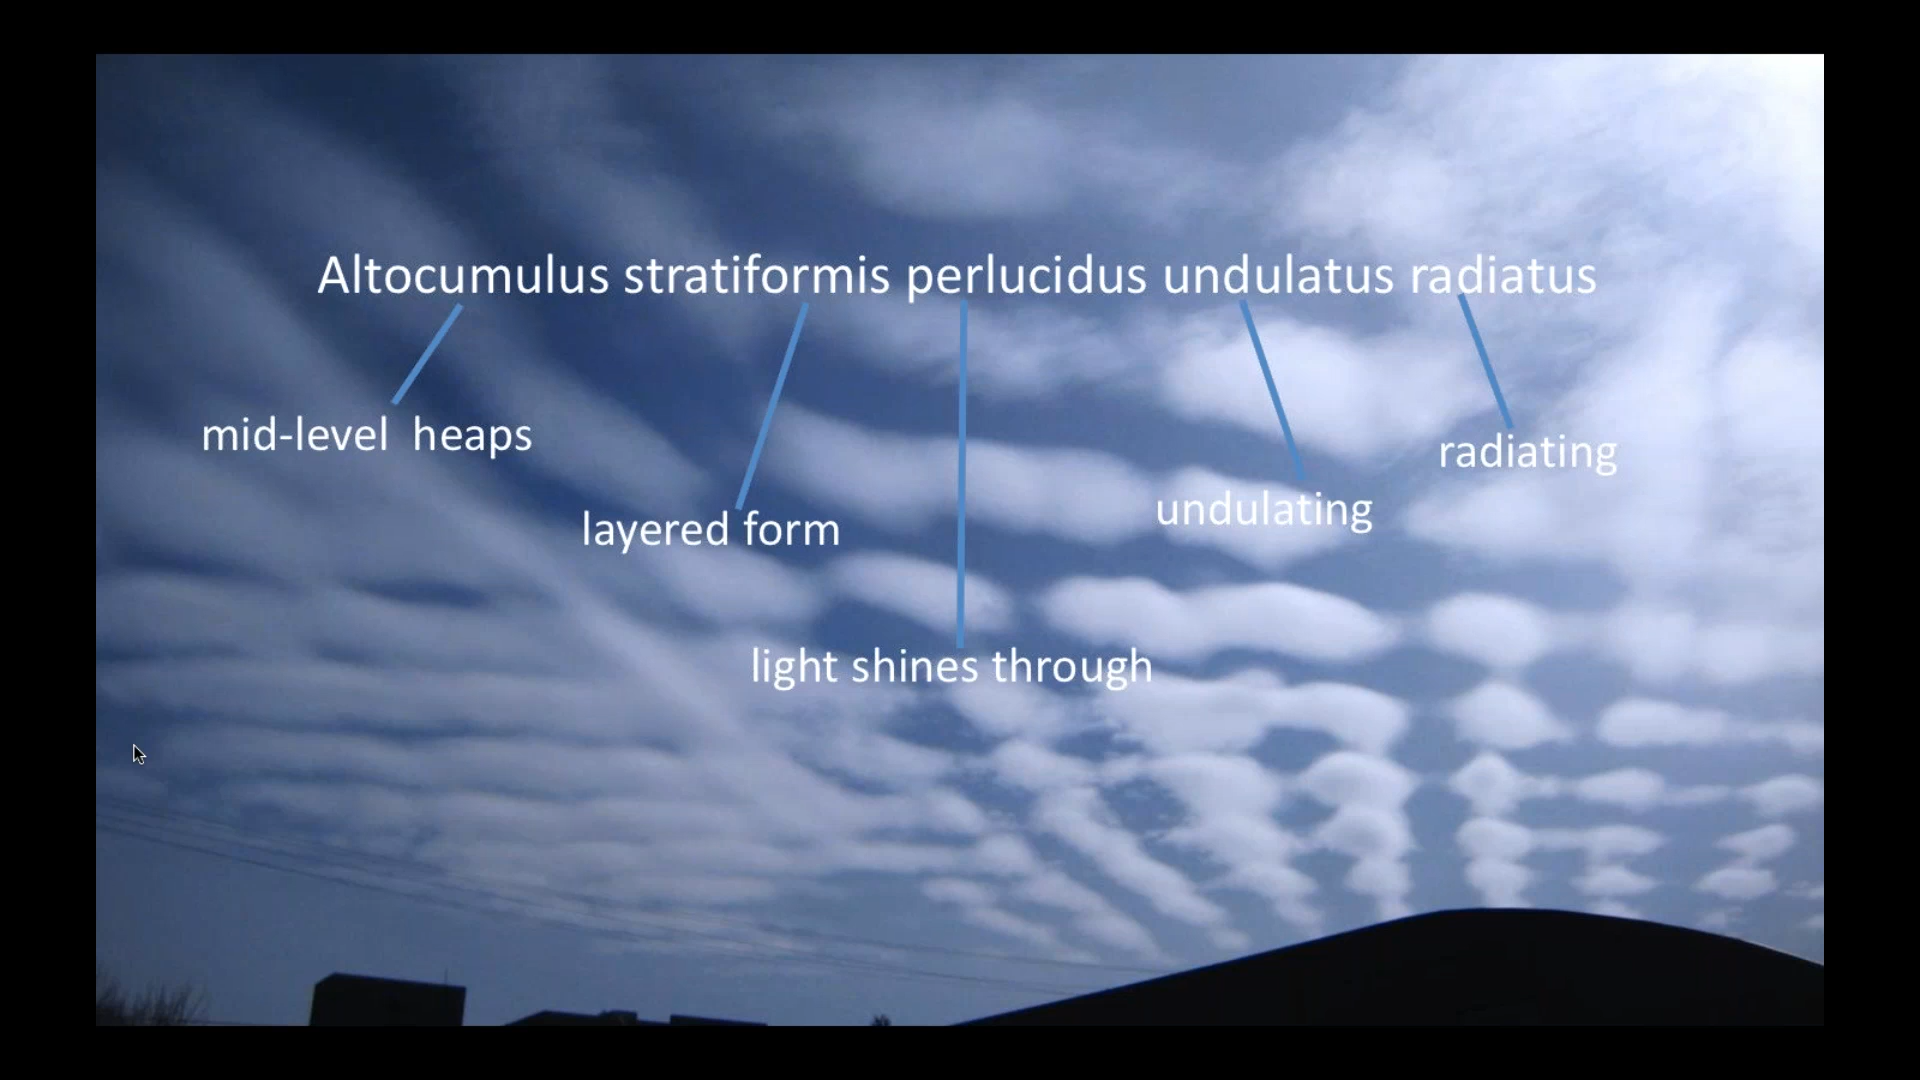 Altocumulus stratiformis perlucidus undulatus radiatus
mid-level heaps
radiating
undulating
layered form
light shines through